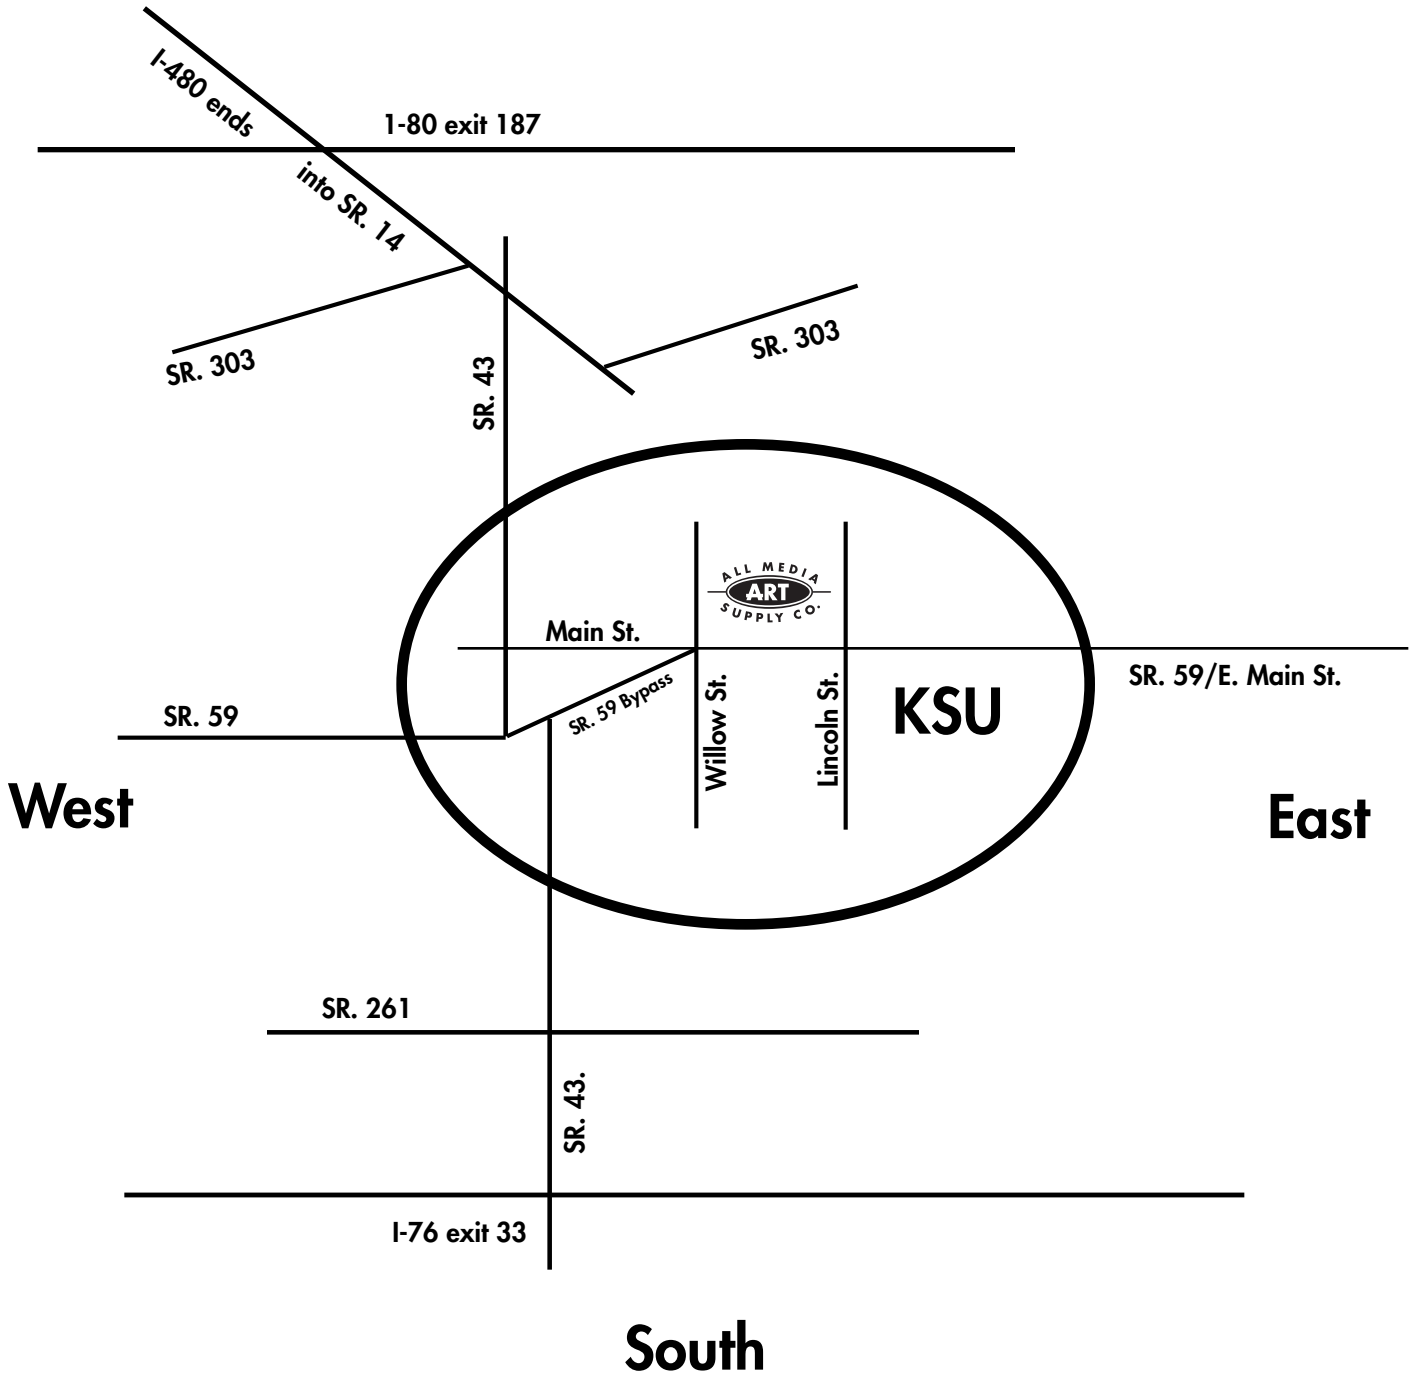 I-480 ends
1-80 exit 187
into SR. 14
SR. 303
SR. 303
SR. 43
ALL MEDIA
ART
SUPPLY CO.
Main St.
SR. 59/E. Main St.
SR. 59 Bypass
Willow St.
Lincoln St.
KSU
SR. 59
West
East
SR. 261
SR. 43.
I-76 exit 33
South